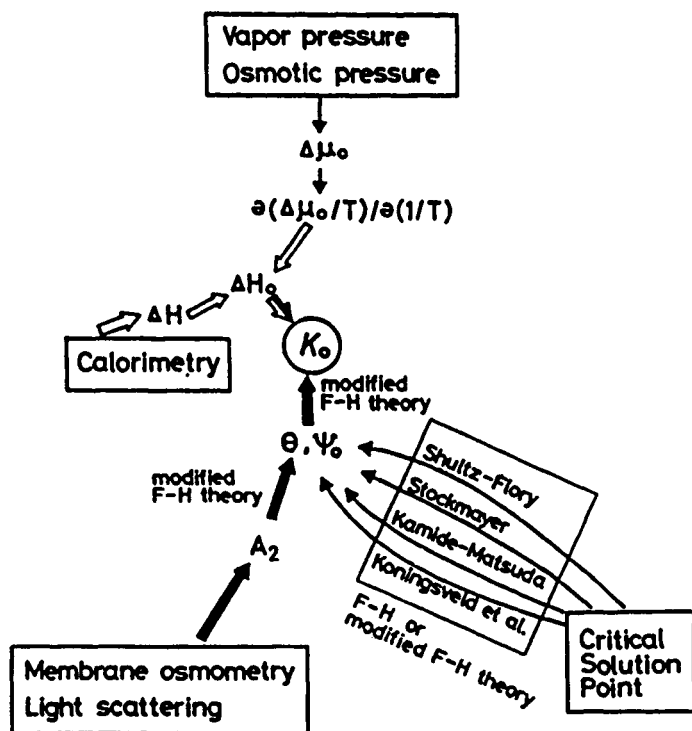 Vapor pressure
Osmotic pressure
Δμ₀
∂(Δμ₀/T)/∂(1/T)
ΔH₀
ΔH
Calorimetry
K₀
modified
F-H theory
θ, Ψ₀
modified
F-H theory
A₂
Shultz-Flory
Stockmayer
Kamide-Matsuda
Koningsveld et al.
F-H or
modified F-H theory
Critical
Solution
Point
Membrane osmometry
Light scattering